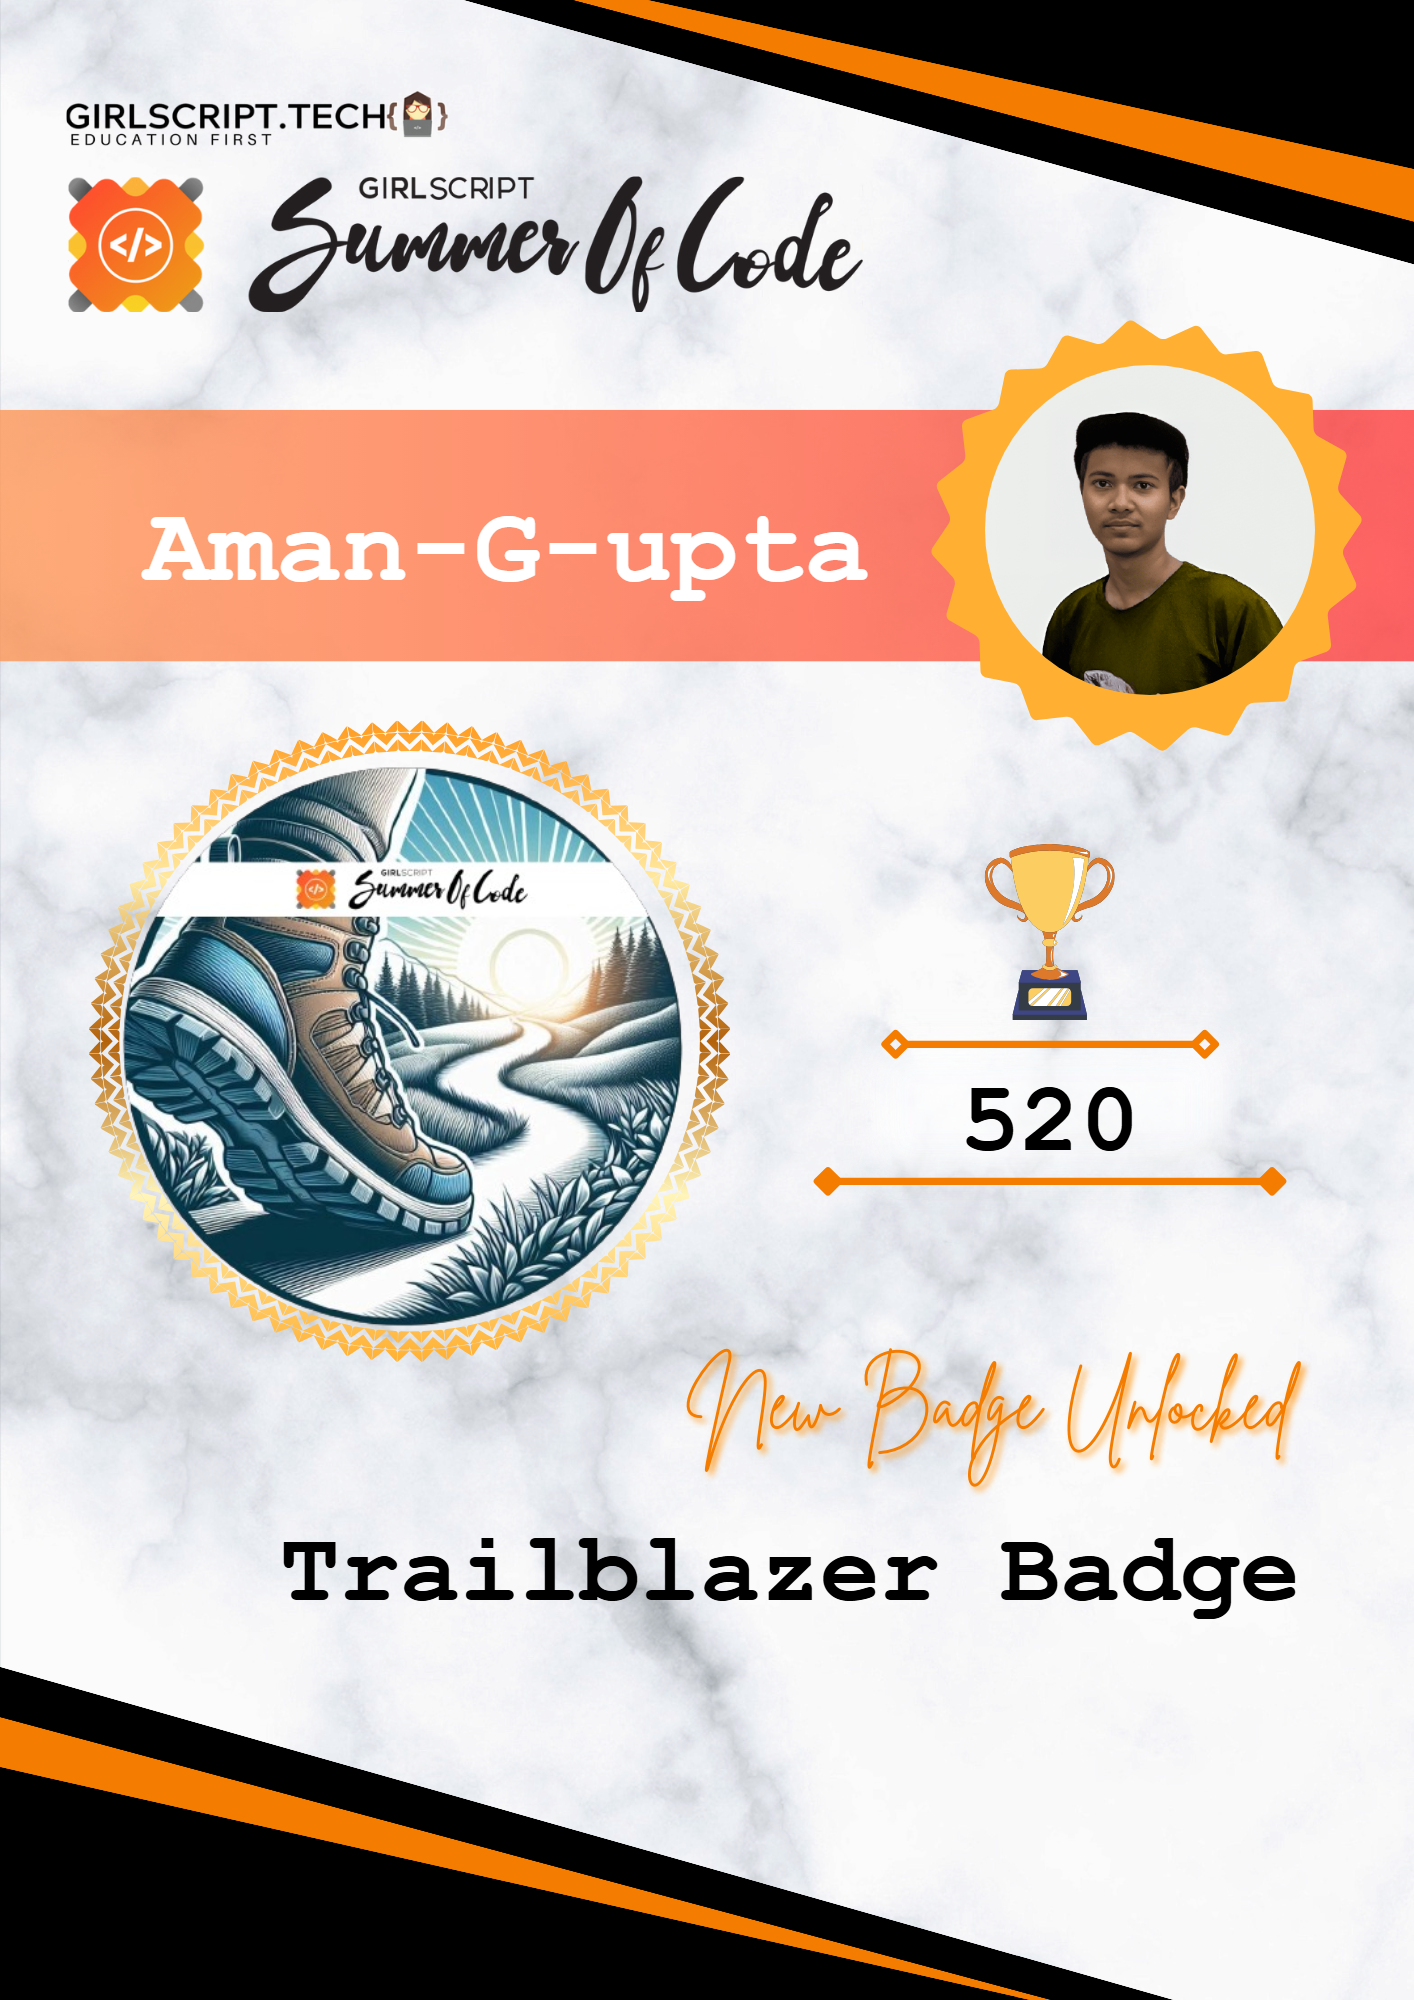 GIRLSCRIPT.TECH{ }
EDUCATION FIRST
GIRLSCRIPT
Summer Of Code
</>
Aman-G-upta
GIRLSCRIPT
Summer Of Code
</>
520
New Badge Unlocked
Trailblazer Badge